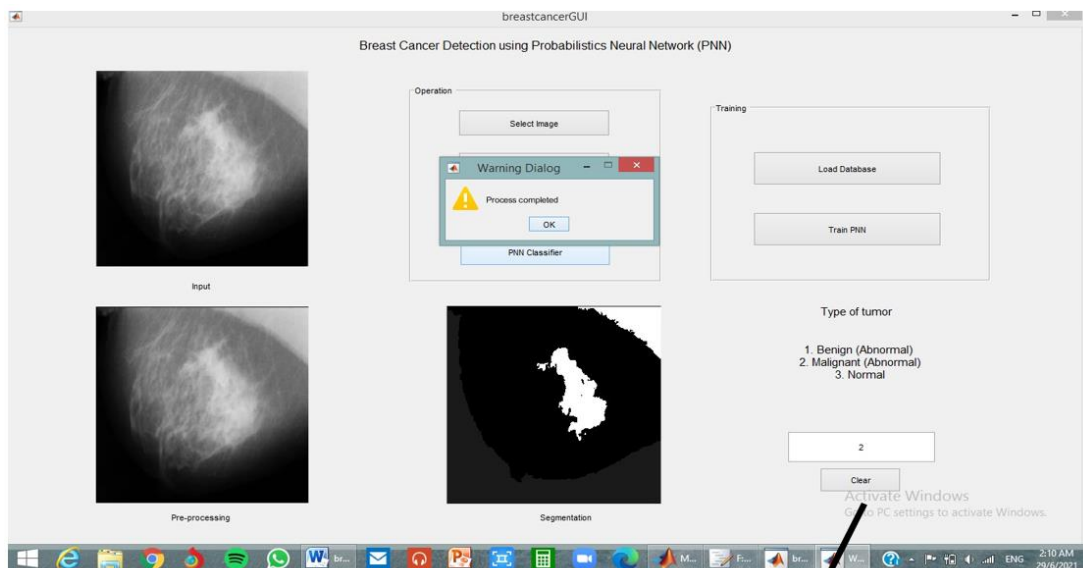 breastcancerGUI
Breast Cancer Detection using Probabilistics Neural Network (PNN)
Operation
Select Image
Warning Dialog
Process completed
OK
PNN Classifier
Training
Load Database
Train PNN
Input
Type of tumor
1. Benign (Abnormal)
2. Malignant (Abnormal)
3. Normal
2
Clear
Pre-processing
Segmentation
Activate Windows
to PC settings to activate Windows.
br...
M...
F:...
br...
W...
ENG
2:10 AM
29/6/2021